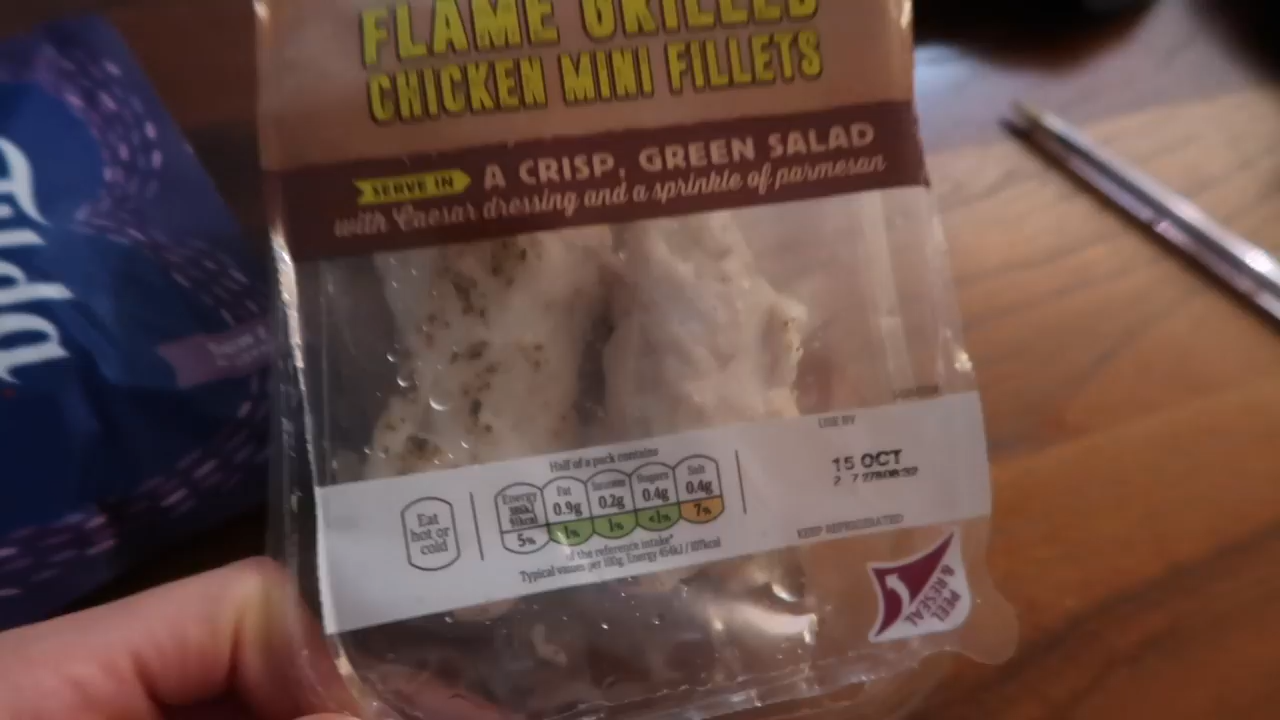 FLAME GRILLED
CHICKEN MINI FILLETS
SERVE IN A CRISP, GREEN SALAD
with Caesar dressing and a sprinkle of parmesan
Half of a pack contains
Eat
hot or
cold
Energy
5%
Fat
0.9g
<1%
0.2g
1%
Sugars
0.4g
<1%
Salt
0.4g
7%
of the reference intake*
Typical values per 100g: Energy 454kJ / 107kcal
USE BY
15 OCT
KEEP REFRIGERATED
PEEL
& RESEAL